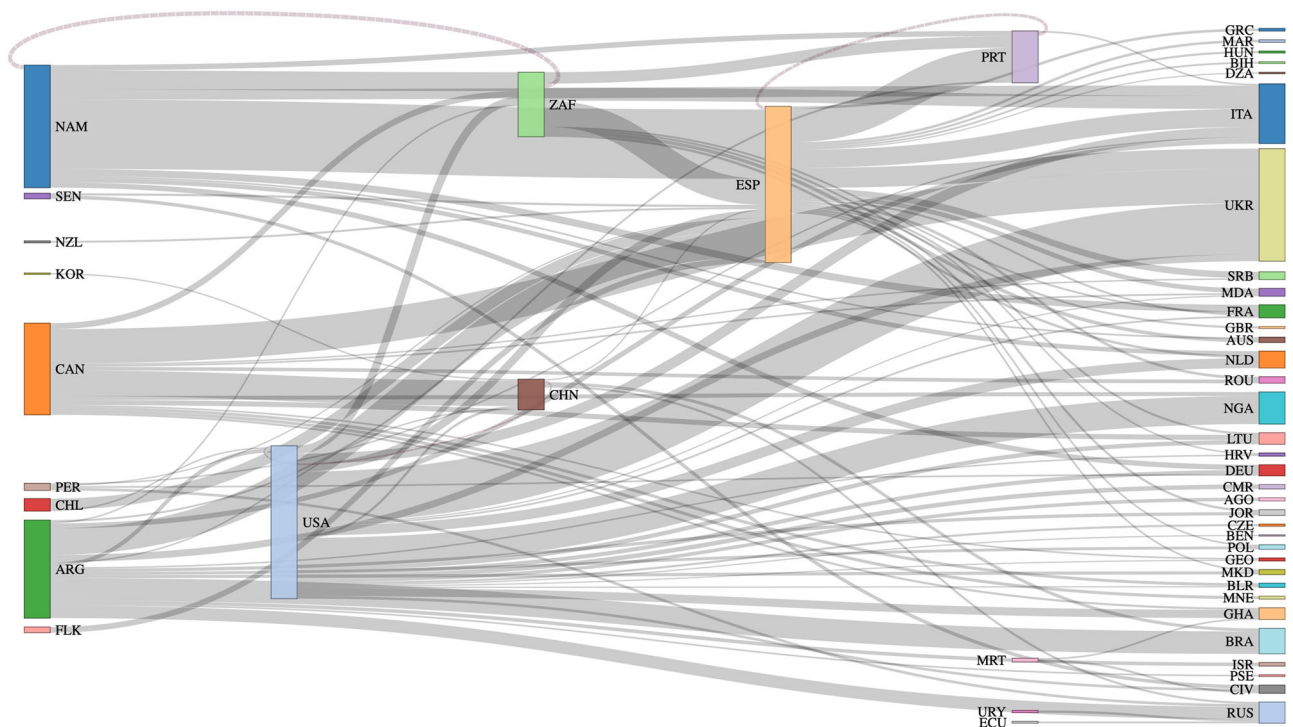 NAM
SEN
NZL
KOR
CAN
PER
CHL
ARG
FLK
USA
ZAF
CHN
ESP
PRT
MRT
URY
ECU
GRC
MAR
HUN
BIH
DZA
ITA
UKR
SRB
MDA
FRA
GBR
AUS
NLD
ROU
NGA
LTU
HRV
DEU
CMR
AGO
JOR
CZE
BEN
POL
GEO
MKD
BLR
MNE
GHA
BRA
ISR
PSE
CIV
RUS